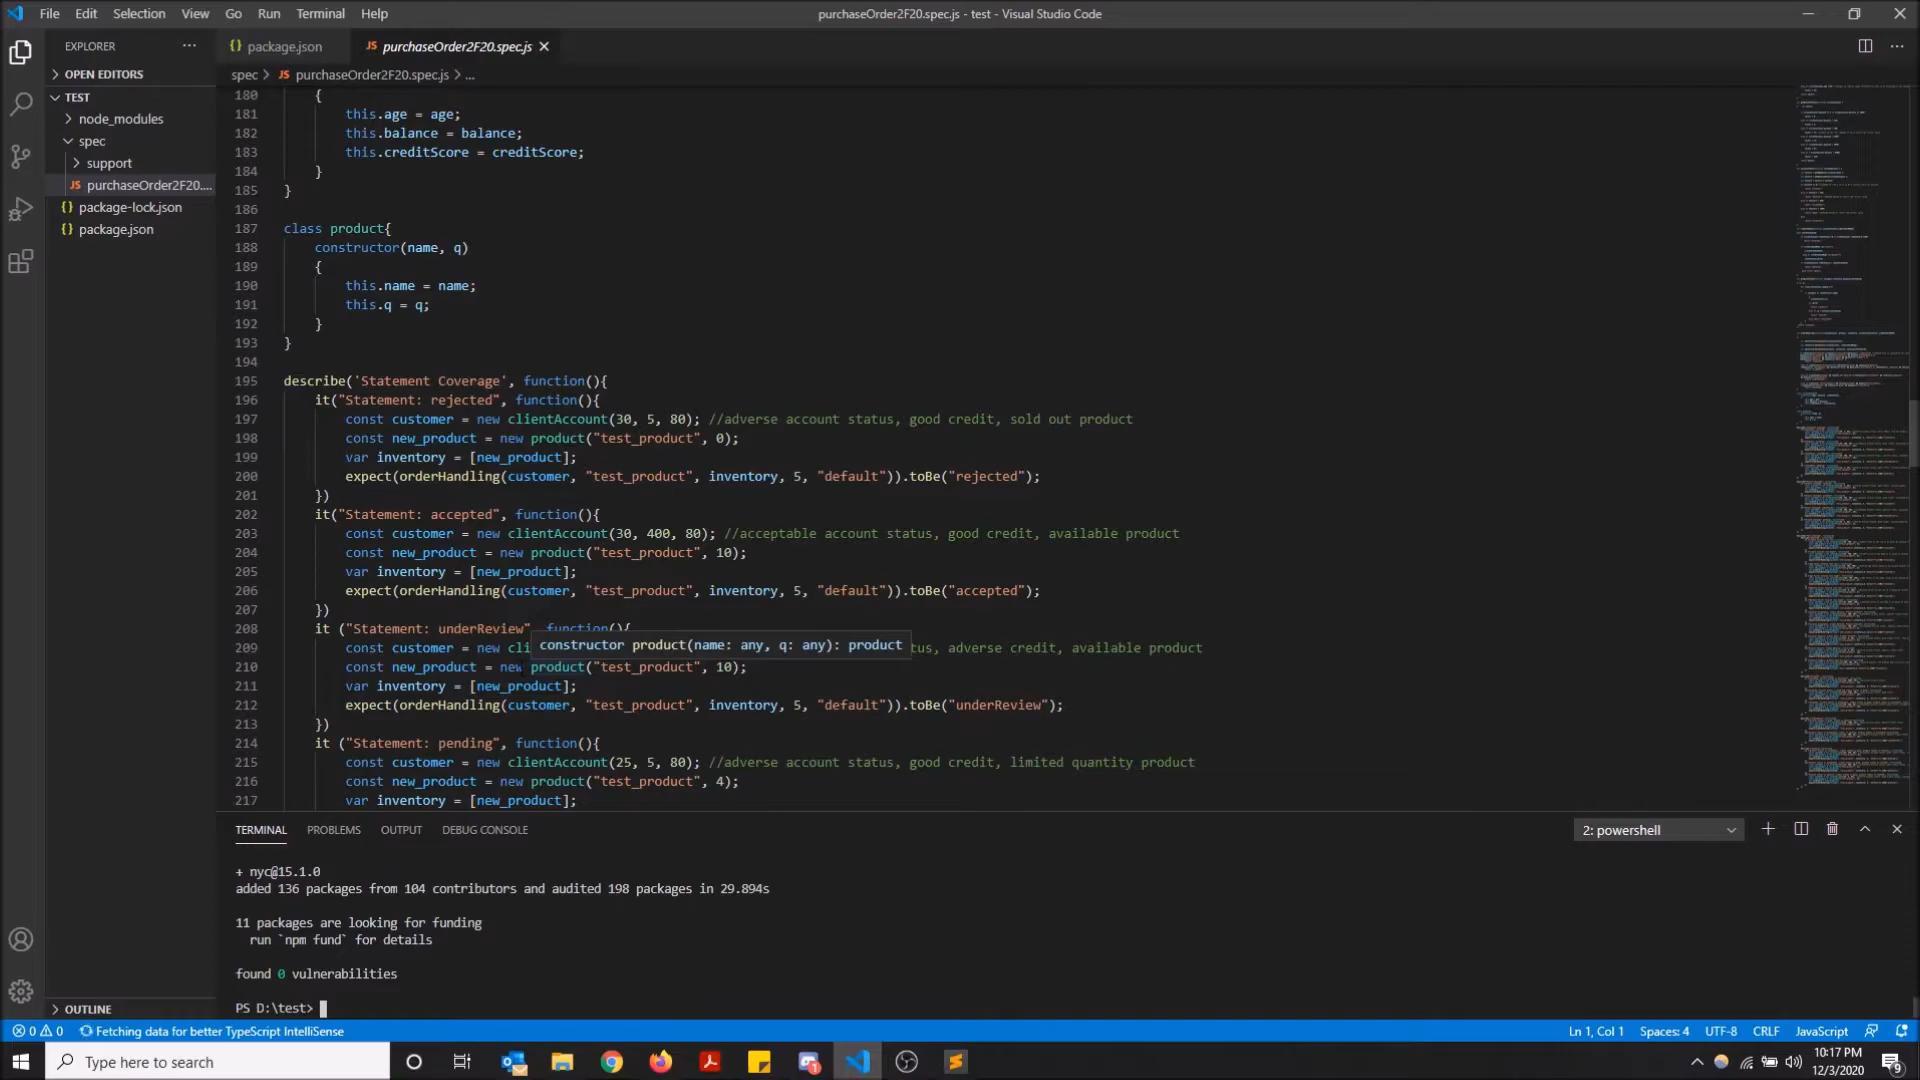 File Edit Selection View Go Run Terminal Help
purchaseOrder2F20.spec.js - test - Visual Studio Code
EXPLORER
package.json
purchaseOrder2F20.spec.js
OPEN EDITORS
TEST
node_modules
spec
support
purchaseOrder2F20....
package-lock.json
package.json
OUTLINE
spec > JS purchaseOrder2F20.spec.js > ...
180 {
181 this.age = age;
182 this.balance = balance;
183 this.creditScore = creditScore;
184 }
185 }
186
187 class product{
188 constructor(name, q)
189 {
190 this.name = name;
191 this.q = q;
192 }
193 }
194
195 describe('Statement Coverage', function(){
196 it("Statement: rejected", function(){
197 const customer = new clientAccount(30, 5, 80); //adverse account status, good credit, sold out product
198 const new_product = new product("test_product", 0);
199 var inventory = [new_product];
200 expect(orderHandling(customer, "test_product", inventory, 5, "default")).toBe("rejected");
201 })
202 it("Statement: accepted", function(){
203 const customer = new clientAccount(30, 400, 80); //acceptable account status, good credit, available product
204 const new_product = new product("test_product", 10);
205 var inventory = [new_product];
206 expect(orderHandling(customer, "test_product", inventory, 5, "default")).toBe("accepted");
207 })
208 it ("Statement: underReview", function(){
constructor product(name: any, q: any): product
209 const customer = new cli tus, adverse credit, available product
210 const new_product = new product("test_product", 10);
211 var inventory = [new_product];
212 expect(orderHandling(customer, "test_product", inventory, 5, "default")).toBe("underReview");
213 })
214 it ("Statement: pending", function(){
215 const customer = new clientAccount(25, 5, 80); //adverse account status, good credit, limited quantity product
216 const new_product = new product("test_product", 4);
217 var inventory = [new_product];
TERMINAL PROBLEMS OUTPUT DEBUG CONSOLE
2: powershell
+ nyc@15.1.0
added 136 packages from 104 contributors and audited 198 packages in 29.894s
11 packages are looking for funding
run `npm fund` for details
found 0 vulnerabilities
PS D:\test>
0 0 Fetching data for better TypeScript IntelliSense
Ln 1, Col 1 Spaces: 4 UTF-8 CRLF JavaScript
Type here to search
10:17 PM
12/3/2020